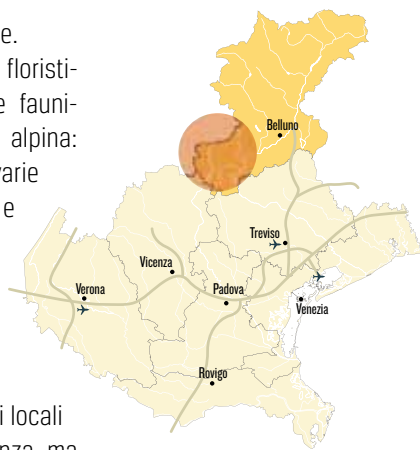 e.
floristi-
e fauni-
alpina:
varie
e
i locali
Belluno
Treviso
Vicenza
Verona
Padova
Venezia
Rovigo